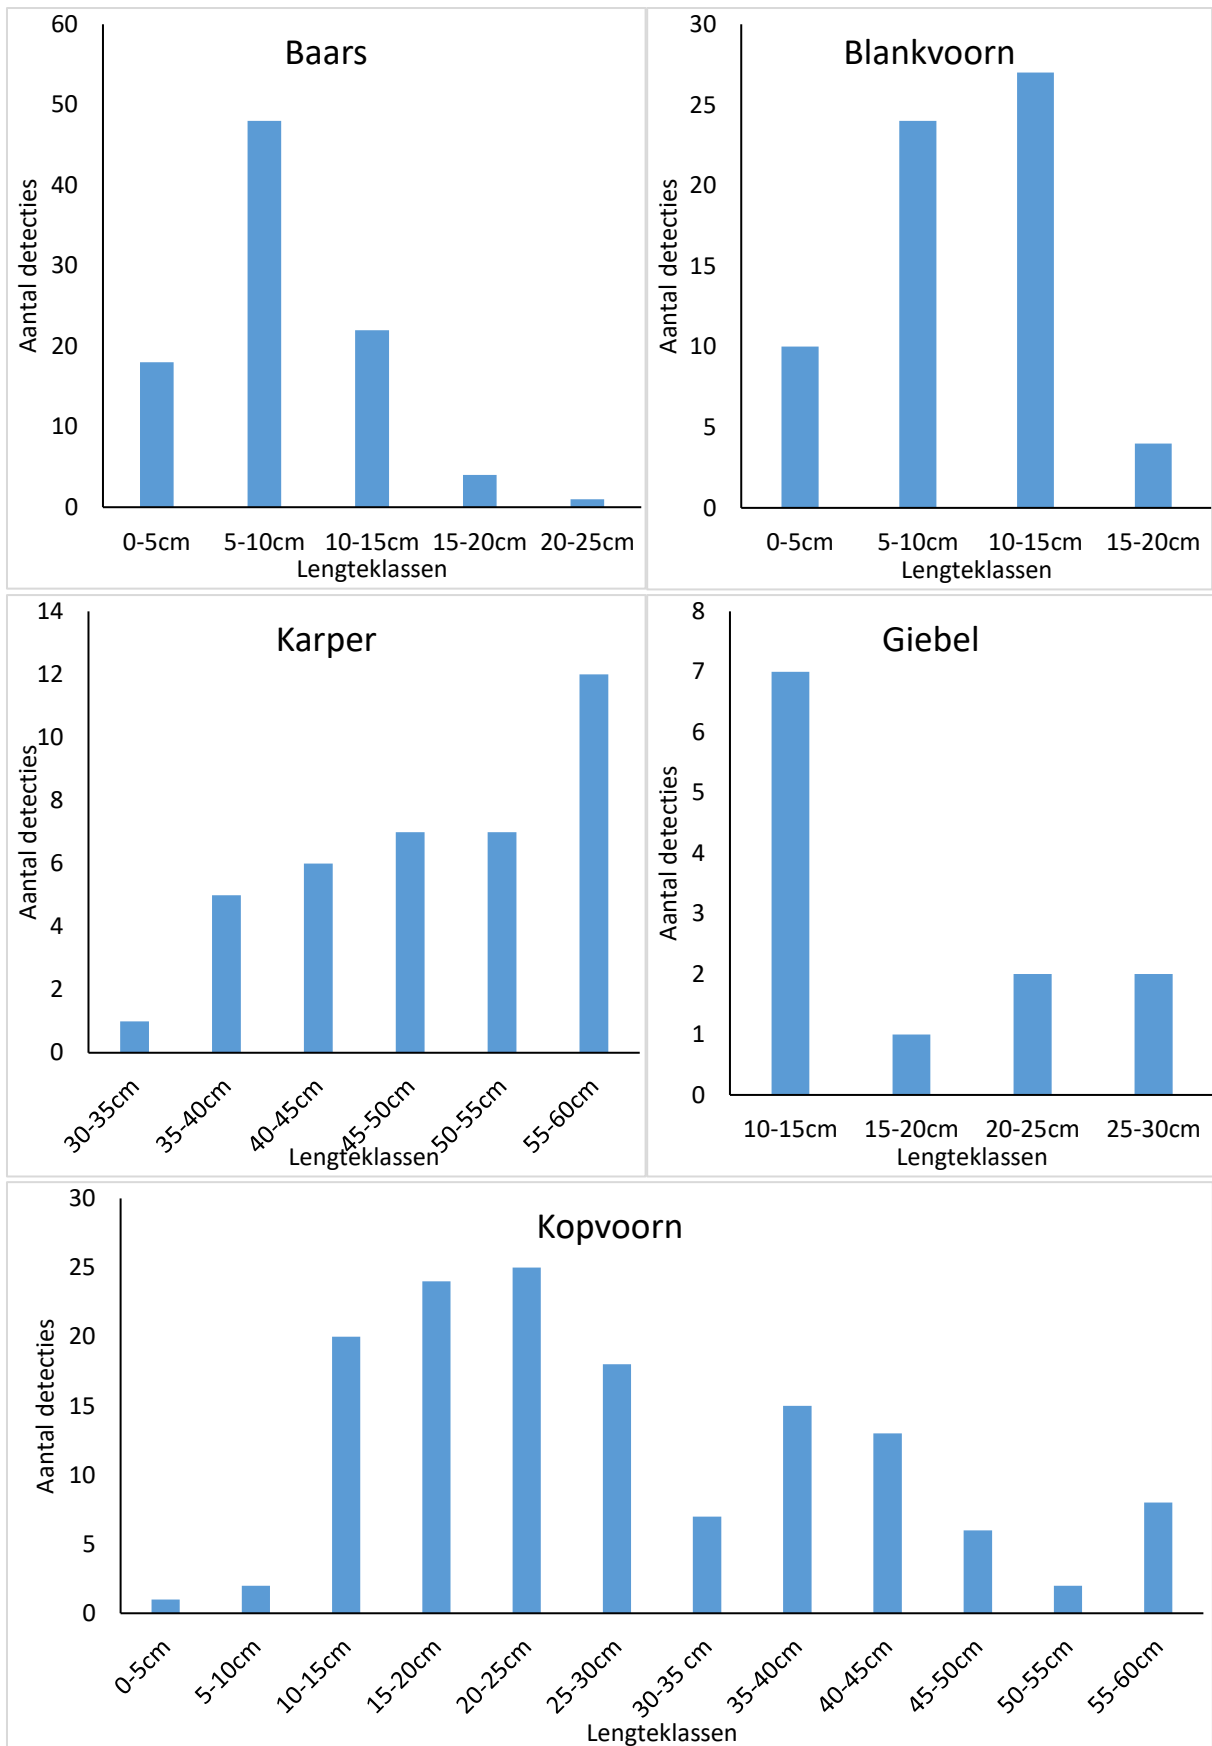 Baars
Aantal detecties
60
50
40
30
20
10
0
0-5cm 5-10cm 10-15cm 15-20cm 20-25cm
Lengteklassen
Blankvoorn
Aantal detecties
30
25
20
15
10
5
0
0-5cm 5-10cm 10-15cm 15-20cm
Lengteklassen
Karper
Aantal detecties
14
12
10
8
6
4
2
0
30-35cm 35-40cm 40-45cm 45-50cm 50-55cm 55-60cm
Lengteklassen
Giebel
Aantal detecties
8
7
6
5
4
3
2
1
0
10-15cm 15-20cm 20-25cm 25-30cm
Lengteklassen
Kopvoorn
Aantal detecties
30
25
20
15
10
5
0
0-5cm 5-10cm 10-15cm 15-20cm 20-25cm 25-30cm 30-35 cm 35-40cm 40-45cm 45-50cm 50-55cm 55-60cm
Lengteklassen